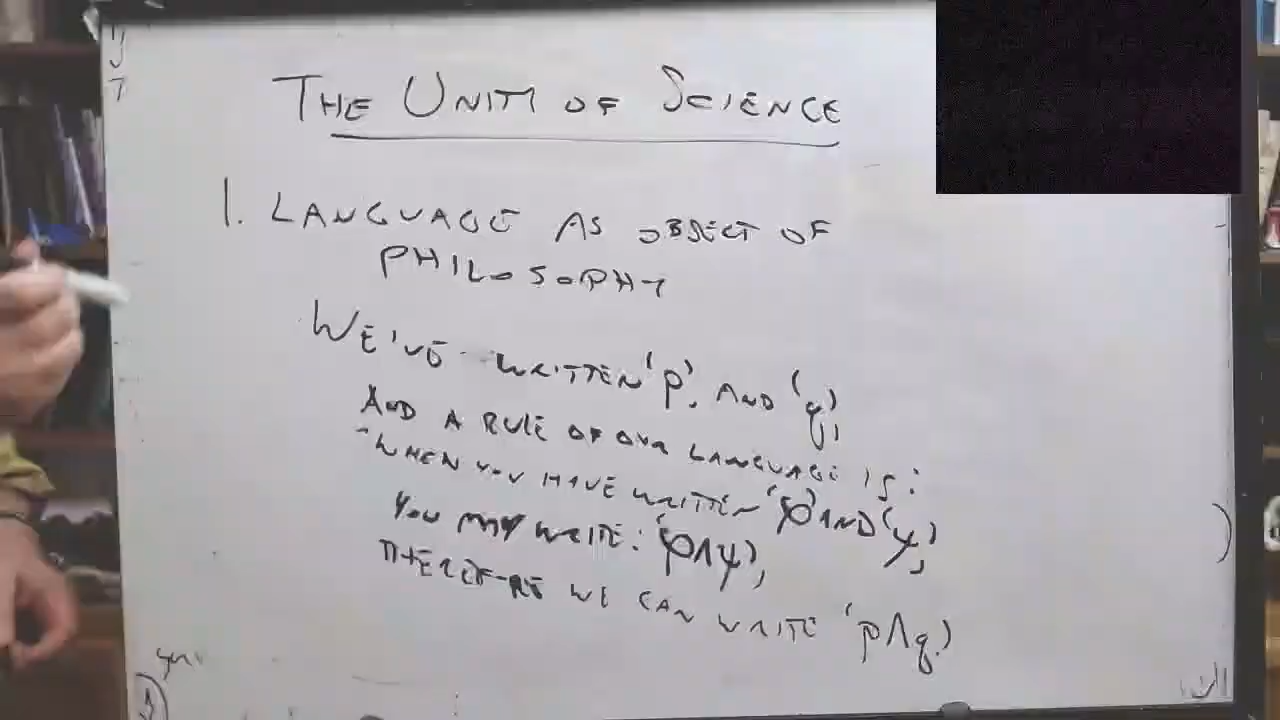 THE UNITY OF SCIENCE
1. LANGUAGE AS OBJECT OF
PHILOSOPHY
WE'VE WRITTEN 'p', AND 'q',
AND A RULE OF OUR LANGUAGE IS:
"WHEN YOU HAVE WRITTEN 'φ' AND 'ψ',
YOU MAY WRITE: 'φ∧ψ',
THEREFORE WE CAN WRITE 'p∧q.'